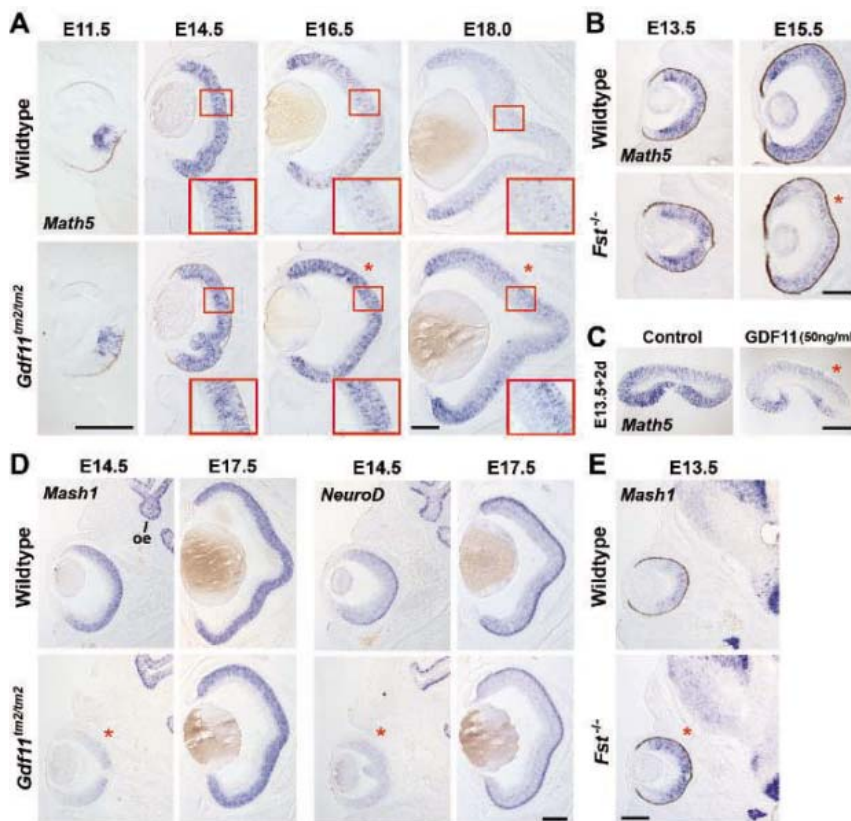 A
E11.5 E14.5 E16.5 E18.0
Wildtype
Math5
Gdf11tm2/tm2
*
*
B
E13.5 E15.5
Wildtype
Math5
Fst-/-
*
C
Control GDF11 (50ng/ml)
E13.5+2d
Math5
*
D
E14.5 E17.5 E14.5 E17.5
Wildtype
Mash1
oe
NeuroD
Gdf11tm2/tm2
*
*
E
E13.5
Wildtype
Mash1
Fst-/-
*